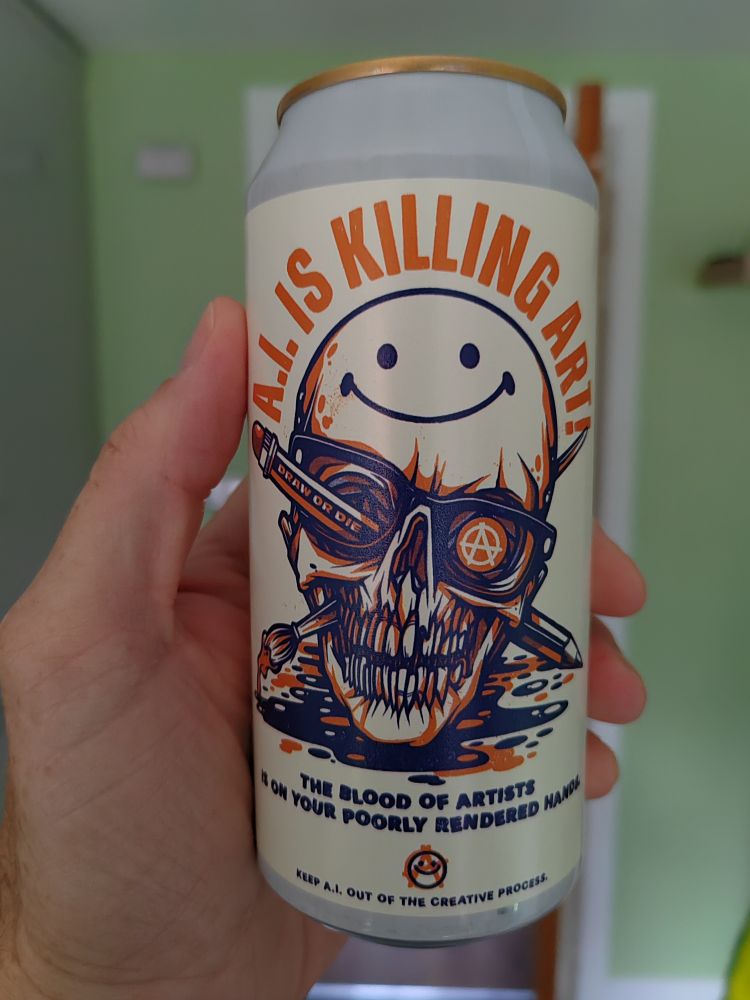 A.I. IS KILLING ART!
DRAW OR DIE
THE BLOOD OF ARTISTS
IS ON YOUR POORLY RENDERED HANDS.
KEEP A.I. OUT OF THE CREATIVE PROCESS.